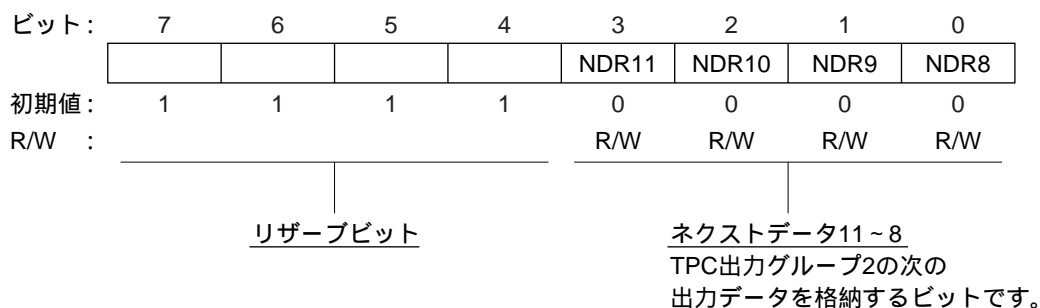 ビット: 7 6 5 4 3 2 1 0
NDR11 NDR10 NDR9 NDR8
初期値: 1 1 1 1 0 0 0 0
R/W : R/W R/W R/W R/W
リザーブビット
ネクストデータ11~8
TPC出力グループ2の次の
出力データを格納するビットです。